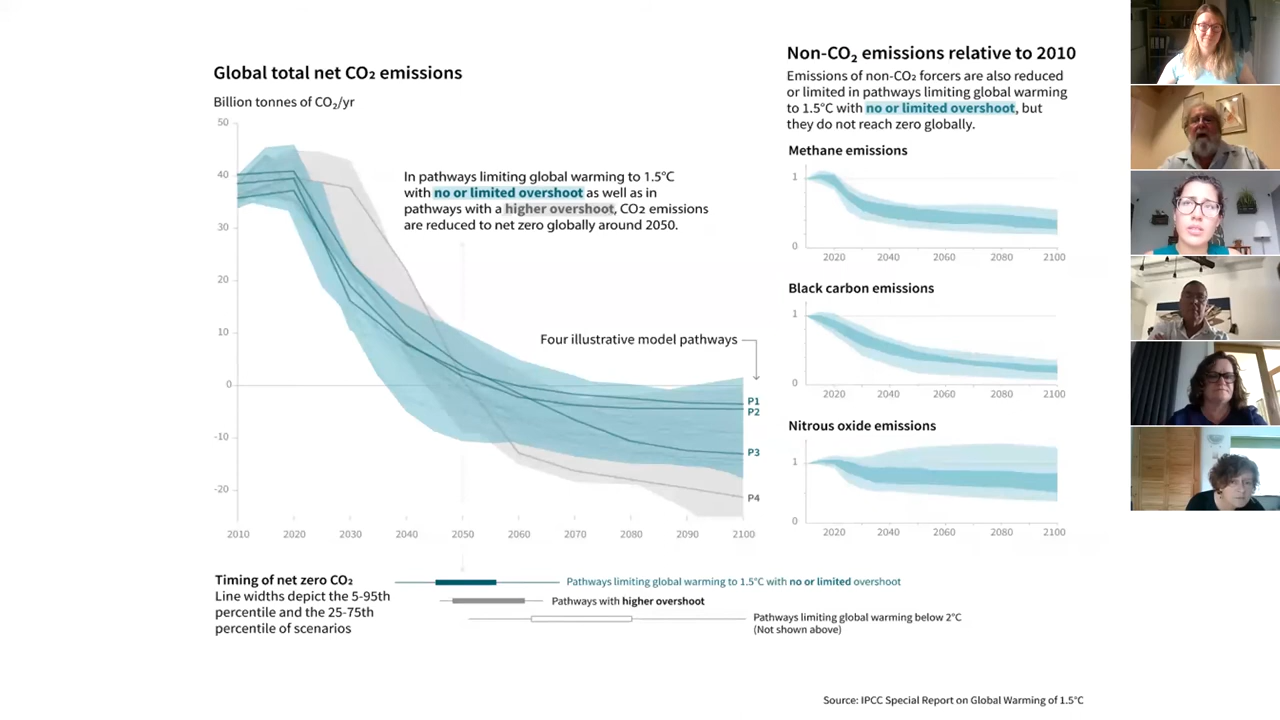 Global total net CO₂ emissions
Billion tonnes of CO₂/yr
50
40
30
20
10
0
-10
-20
2010 2020 2030 2040 2050 2060 2070 2080 2090 2100
In pathways limiting global warming to 1.5°C
with no or limited overshoot as well as in
pathways with a higher overshoot, CO₂ emissions
are reduced to net zero globally around 2050.
Four illustrative model pathways
P1
P2
P3
P4
Non-CO₂ emissions relative to 2010
Emissions of non-CO₂ forcers are also reduced
or limited in pathways limiting global warming
to 1.5°C with no or limited overshoot, but
they do not reach zero globally.
Methane emissions
1
0
2020 2040 2060 2080 2100
Black carbon emissions
1
0
2020 2040 2060 2080 2100
Nitrous oxide emissions
1
0
2020 2040 2060 2080 2100
Timing of net zero CO₂
Line widths depict the 5-95th
percentile and the 25-75th
percentile of scenarios
Pathways limiting global warming to 1.5°C with no or limited overshoot
Pathways with higher overshoot
Pathways limiting global warming below 2°C
(Not shown above)
Source: IPCC Special Report on Global Warming of 1.5°C